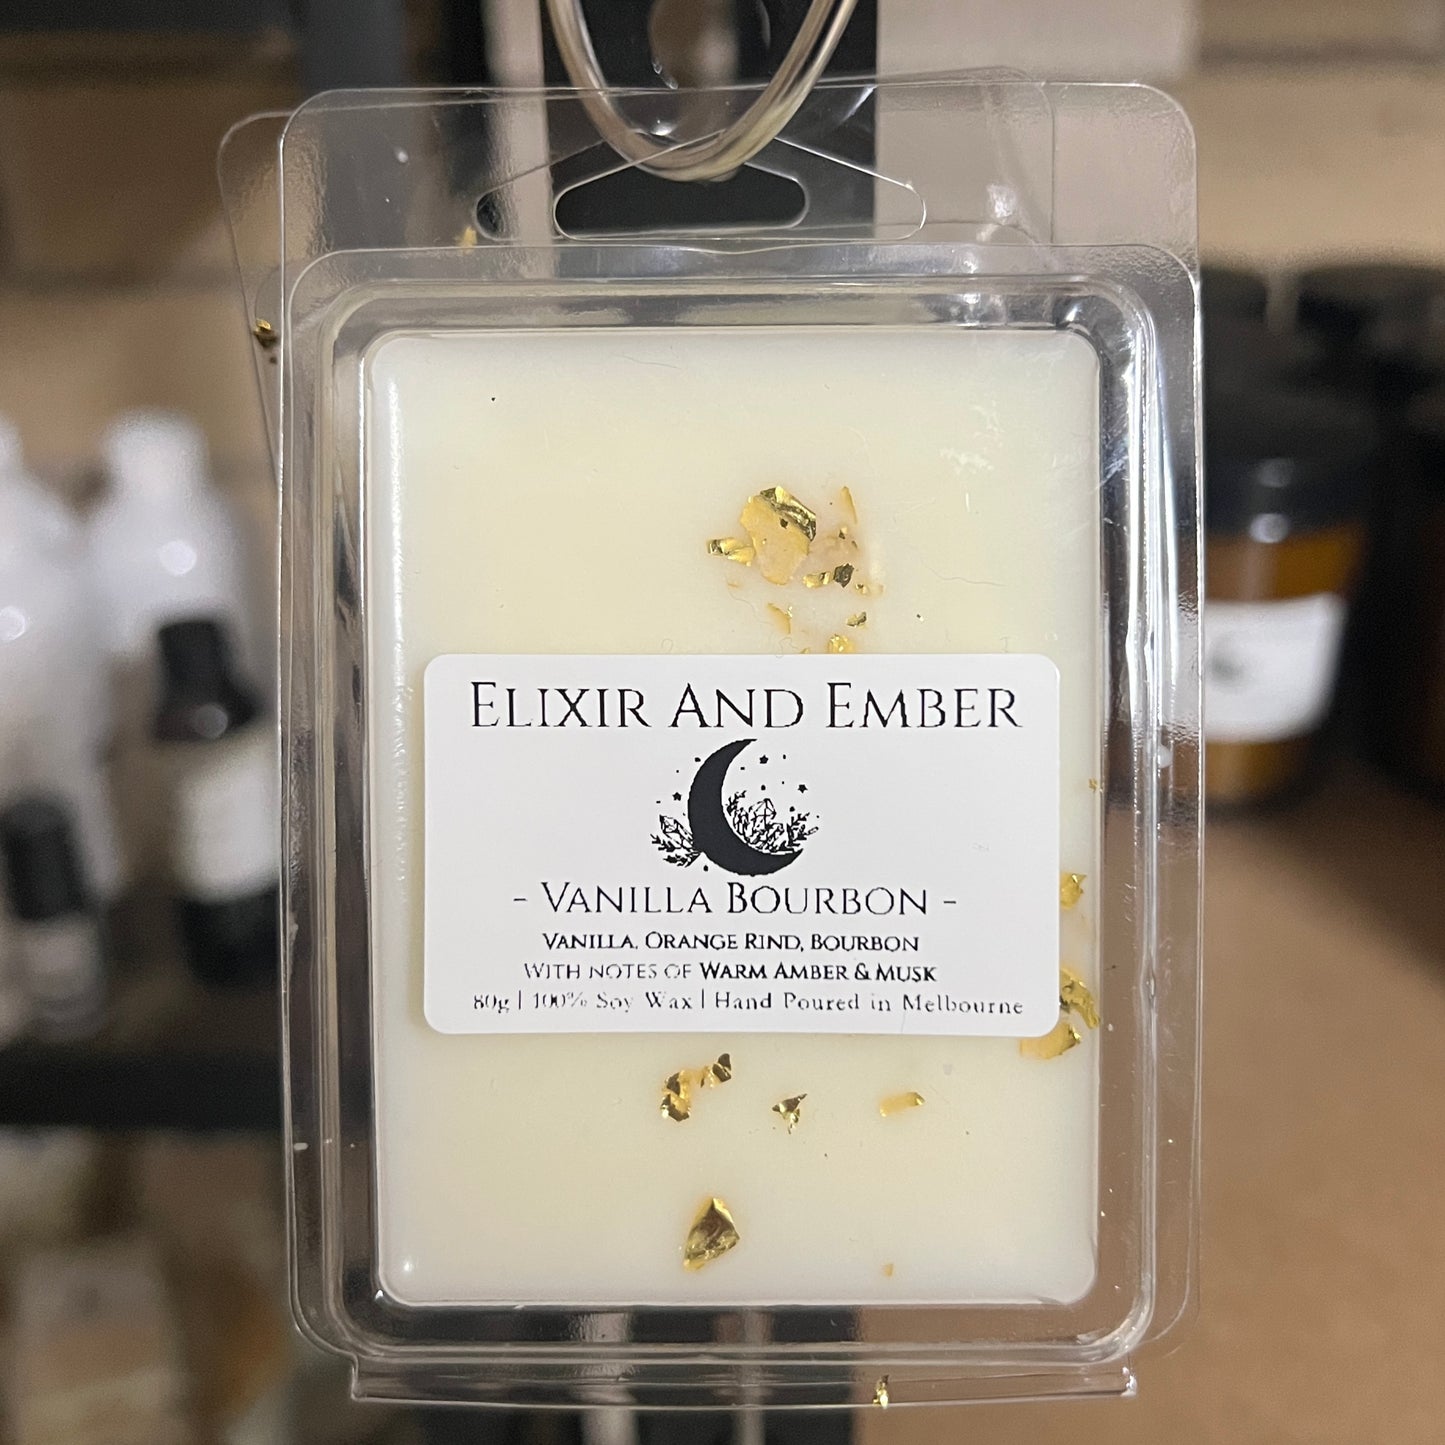 Elixir And Ember
- Vanilla Bourbon -
Vanilla, Orange Rind, Bourbon
with notes of Warm Amber & Musk
80g | 100% Soy Wax | Hand Poured in Melbourne